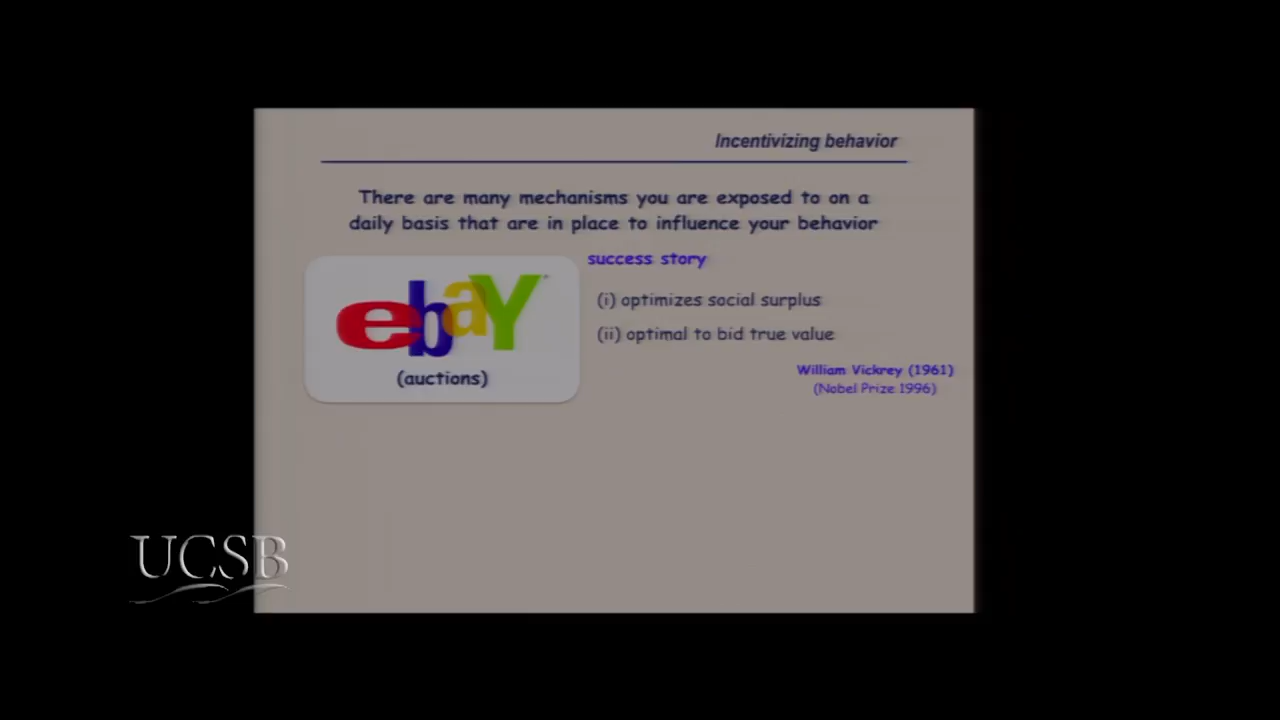 Incentivizing behavior
There are many mechanisms you are exposed to on a
daily basis that are in place to influence your behavior
success story
ebay
(i) optimizes social surplus
(ii) optimal to bid true value
(auctions)
William Vickrey (1961)
(Nobel Prize 1996)
UCSB